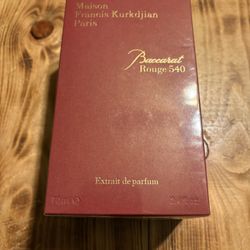 Maison
Francis Kurkdjian
Paris
Baccarat
Rouge 540
Extrait de parfum